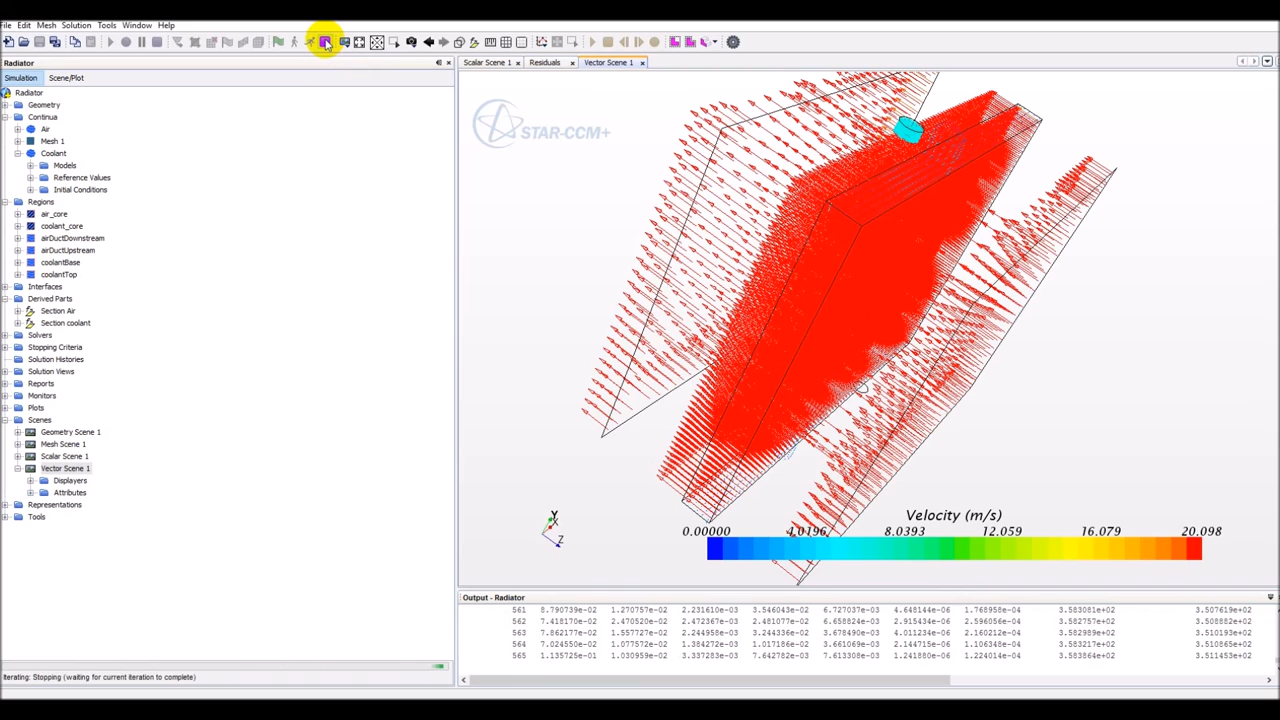 File Edit Mesh Solution Tools Window Help
Radiator
Scalar Scene 1 Residuals Vector Scene 1
Simulation Scene/Plot
Radiator
Geometry
Continua
Air
Mesh 1
Coolant
Models
Reference Values
Initial Conditions
Regions
air_core
coolant_core
airDuctDownstream
airDuctUpstream
coolantBase
coolantTop
Interfaces
Derived Parts
Section Air
Section coolant
Solvers
Stopping Criteria
Solution Histories
Solution Views
Reports
Monitors
Plots
Scenes
Geometry Scene 1
Mesh Scene 1
Scalar Scene 1
Vector Scene 1
Displayers
Attributes
Representations
Tools
STAR-CCM+
Y
X
Z
Velocity (m/s)
0.00000 4.0196 8.0393 12.059 16.079 20.098
Output - Radiator
561 8.790739e-02 1.270757e-02 2.231610e-03 3.546043e-02 6.727037e-03 4.648144e-06 1.768958e-04 3.583081e+02 3.507619e+02
562 7.418170e-02 2.470520e-02 2.472367e-03 2.481077e-02 6.658824e-03 2.915434e-06 2.596056e-04 3.582757e+02 3.508882e+02
563 7.862177e-02 1.557727e-02 2.244958e-03 3.244336e-02 3.678490e-03 4.011234e-06 2.160212e-04 3.582989e+02 3.510193e+02
564 7.024550e-02 1.077572e-02 1.384272e-02 1.017186e-02 3.964411e-03 2.144715e-06 1.106348e-04 3.583217e+02 3.510787e+02
565 1.135725e-01 1.030959e-02 3.337283e-03 7.642782e-03 7.613308e-03 1.241880e-06 1.224014e-04 3.583864e+02 3.511453e+02
Iterating: Stopping (waiting for current iteration to complete)